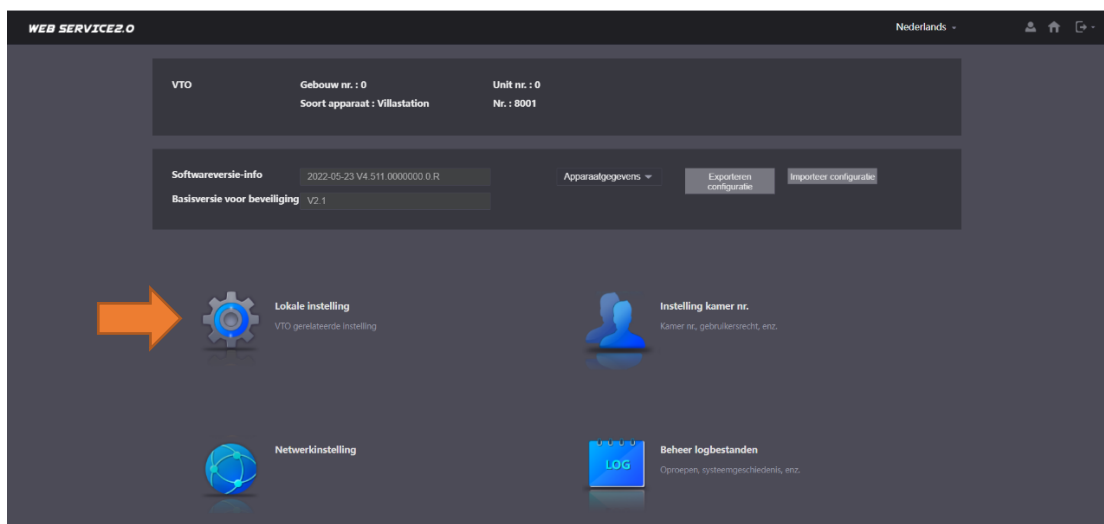 WEB SERVICE2.0
Nederlands
VTO Gebouw nr. : 0 Unit nr. : 0
Soort apparaat : Villastation Nr. : 8001
Softwareversie-info 2022-05-23 V4.511.0000000.0.R Apparaatgegevens Exporteren configuratie Importeer configuratie
Basisversie voor beveiliging V2.1
Lokale instelling
VTO gerelateerde instelling
Instelling kamer nr.
Kamer nr., gebruikersrecht, enz.
Netwerkinstelling
LOG
Beheer logbestanden
Oproepen, systeemgeschiedenis, enz.